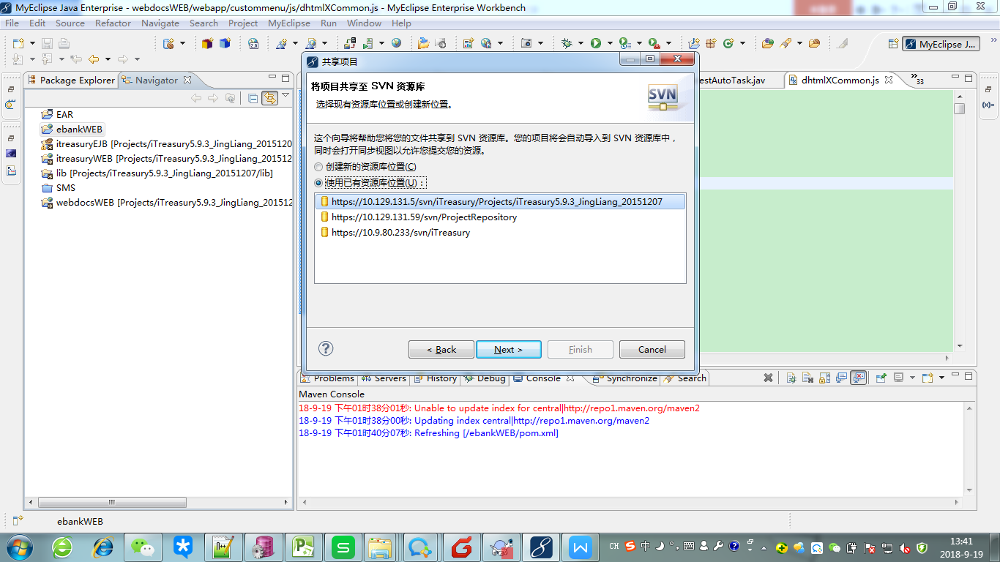 MyEclipse Java Enterprise - webdocsWEB/webapp/custommenu/js/dhtmlXCommon.js - MyEclipse Enterprise Workbench
File Edit Source Refactor Navigate Search Project MyEclipse Run Window Help
MyEclipse J...
Package Explorer
Navigator
estAutoTask.jav
dhtmlXCommon.js
»33
EAR
ebankWEB
itreasuryEJB [Projects/iTreasury5.9.3_JingLiang_2015120
itreasuryWEB [Projects/iTreasury5.9.3_JingLiang_20151
lib [Projects/iTreasury5.9.3_JingLiang_20151207/lib]
SMS
webdocsWEB [Projects/iTreasury5.9.3_JingLiang_201512
共享项目
将项目共享至 SVN 资源库
选择现有资源库位置或创建新位置。
SVN
这个向导将帮助您将您的文件共享到 SVN 资源库。您的项目将会自动导入到 SVN 资源库中，
同时会打开同步视图以允许您提交您的资源。
创建新的资源库位置(C)
使用已有资源库位置(U)：
https://10.129.131.5/svn/iTreasury/Projects/iTreasury5.9.3_JingLiang_20151207
https://10.129.131.59/svn/ProjectRepository
https://10.9.80.233/svn/iTreasury
< Back
Next >
Finish
Cancel
Problems
Servers
History
Debug
Console
Synchronize
Search
Maven Console
18-9-19 下午01时38分01秒: Unable to update index for central|http://repo1.maven.org/maven2
18-9-19 下午01时38分00秒: Updating index central|http://repo1.maven.org/maven2
18-9-19 下午01时40分07秒: Refreshing [/ebankWEB/pom.xml]
ebankWEB
CH
中
13:41
2018-9-19